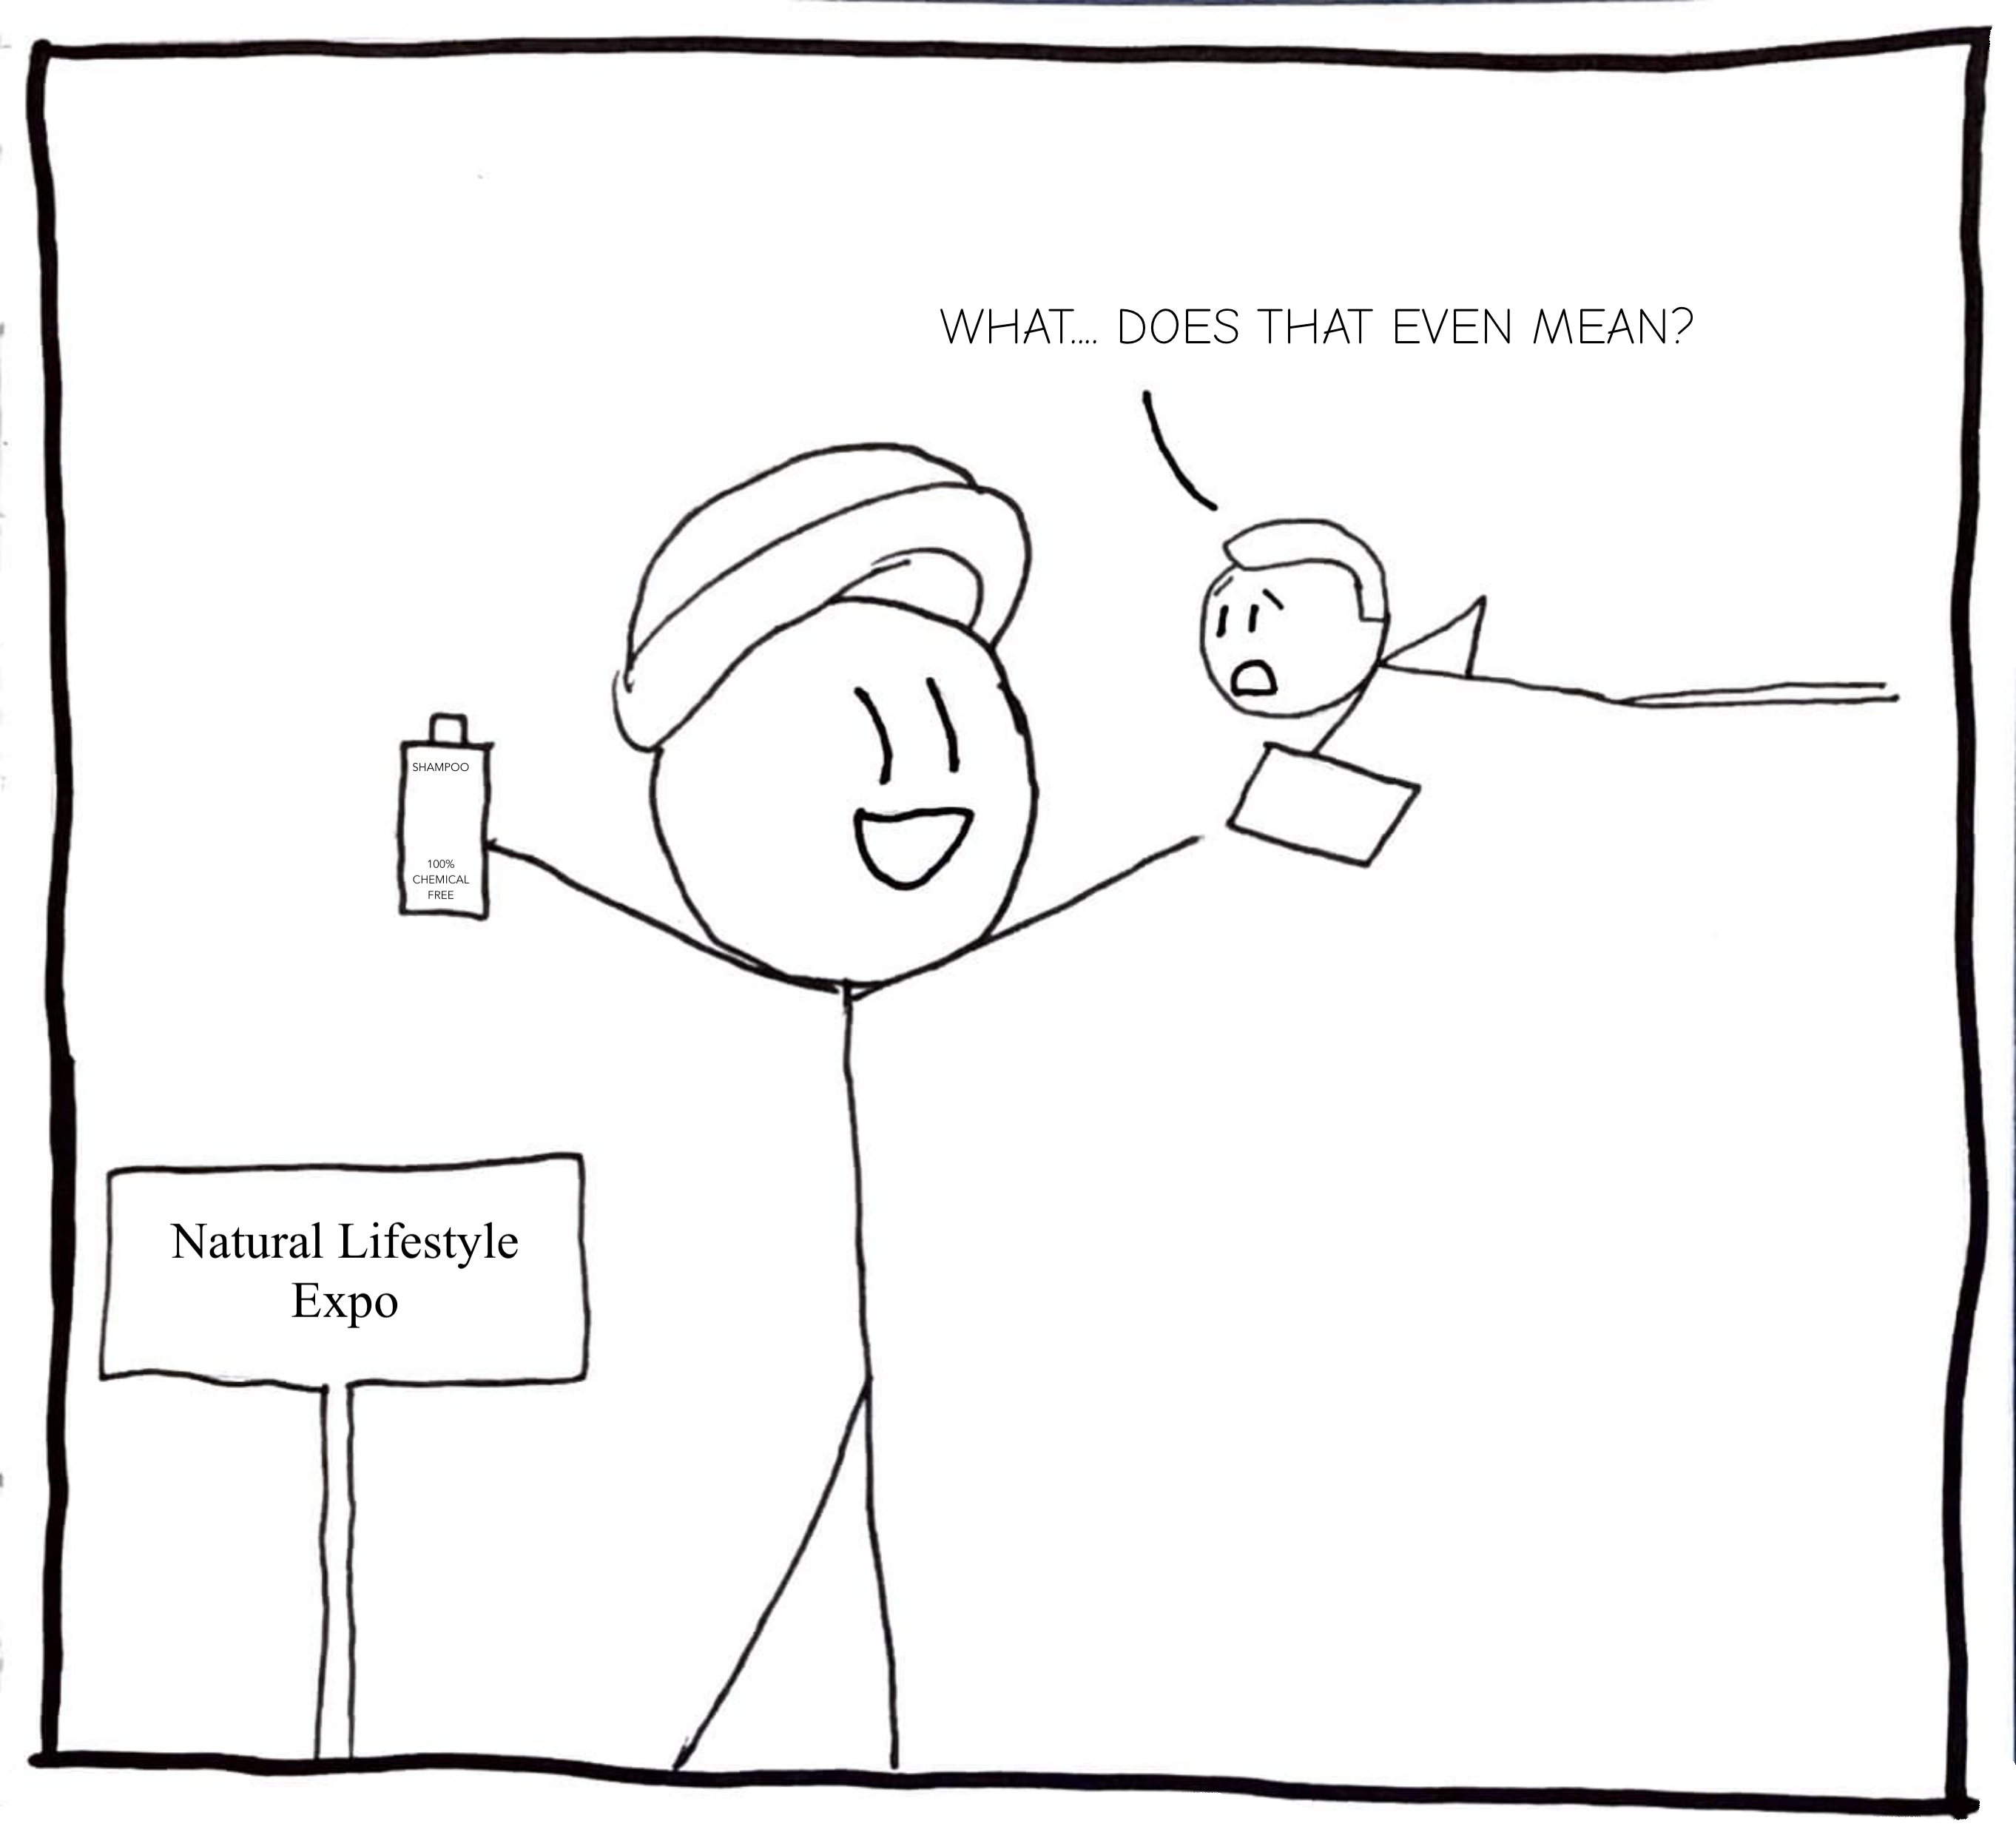 WHAT.... DOES THAT EVEN MEAN?
SHAMPOO
100%
CHEMICAL
FREE
Natural Lifestyle
Expo